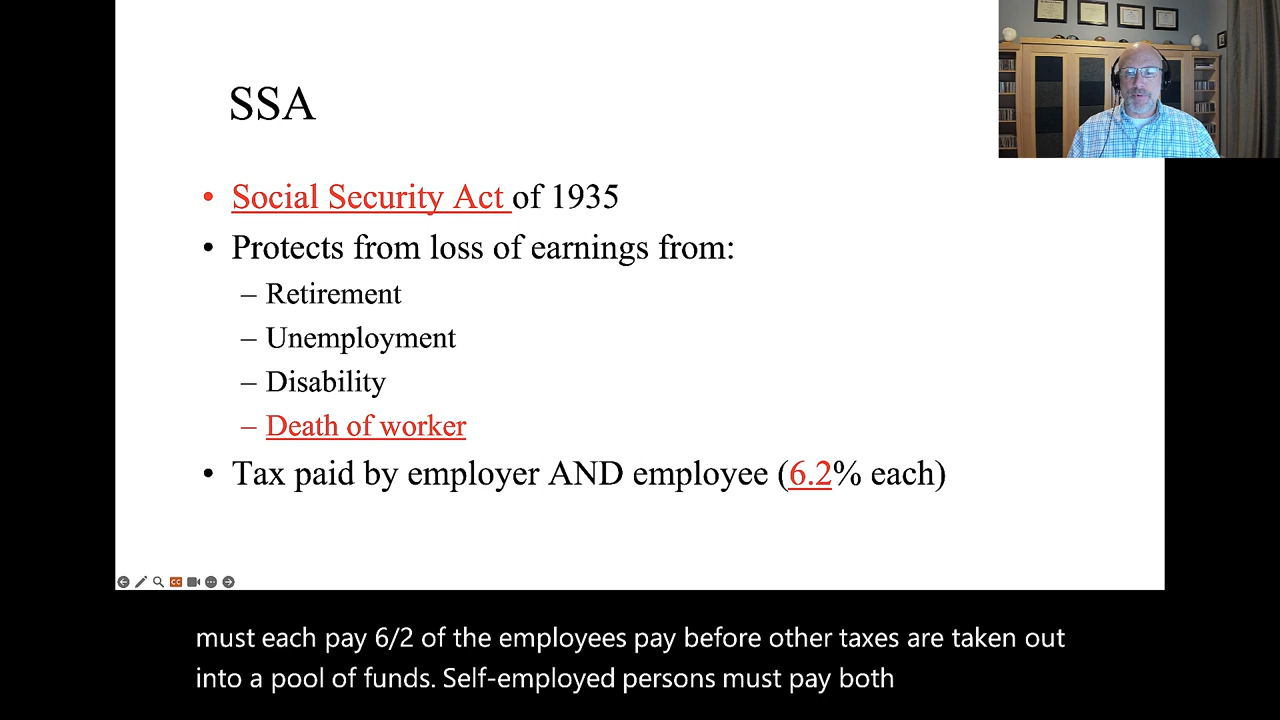 SSA
• Social Security Act of 1935
• Protects from loss of earnings from:
– Retirement
– Unemployment
– Disability
– Death of worker
• Tax paid by employer AND employee (6.2% each)
CC
must each pay 6/2 of the employees pay before other taxes are taken out
into a pool of funds. Self-employed persons must pay both